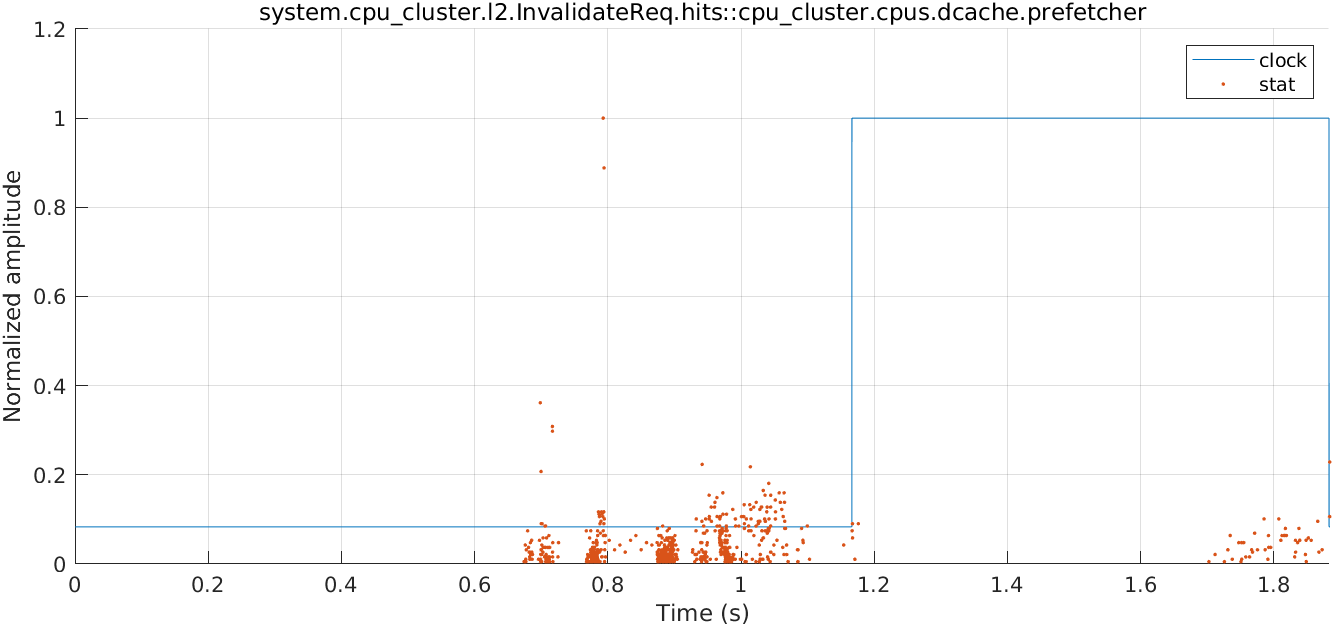 system.cpu_cluster.l2.InvalidateReq.hits::cpu_cluster.cpus.dcache.prefetcher
1.2
1
0.8
0.6
0.4
0.2
0
Normalized amplitude
clock
stat
0 0.2 0.4 0.6 0.8 1 1.2 1.4 1.6 1.8
Time (s)